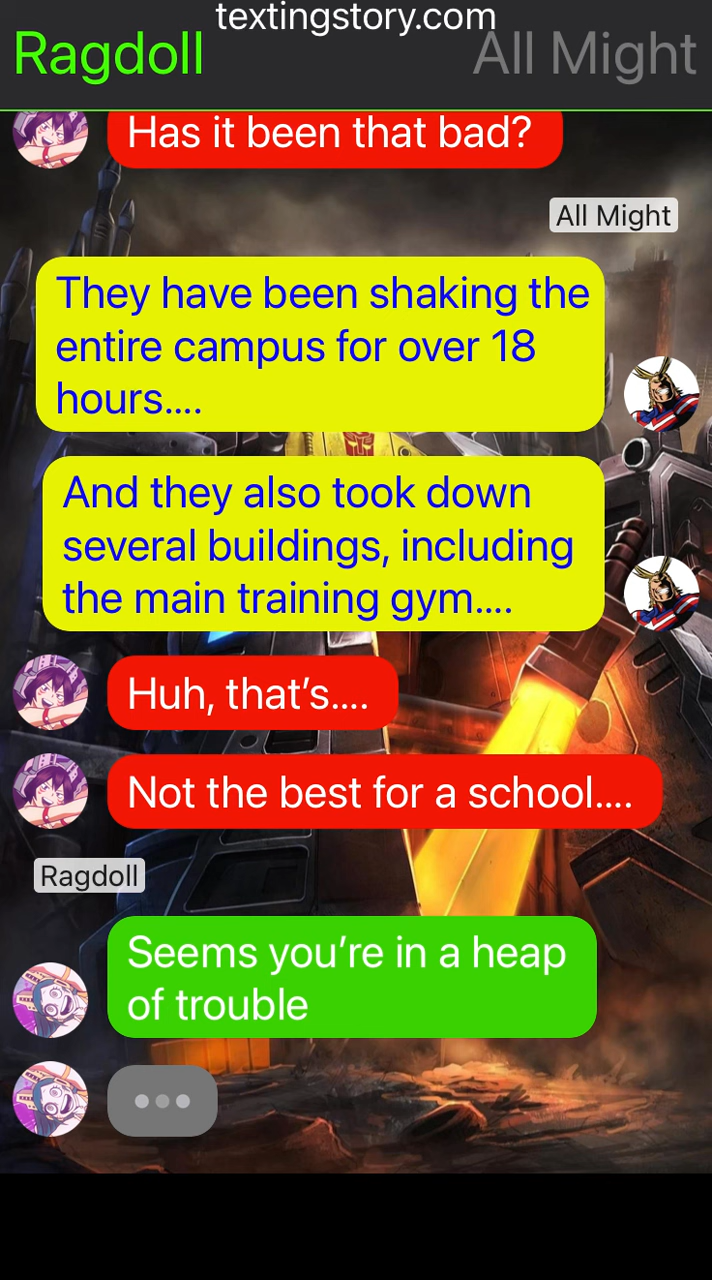 textingstory.com
Ragdoll
All Might
Has it been that bad?
All Might
They have been shaking the
entire campus for over 18
hours....
And they also took down
several buildings, including
the main training gym....
Huh, that’s....
Not the best for a school....
Ragdoll
Seems you’re in a heap
of trouble